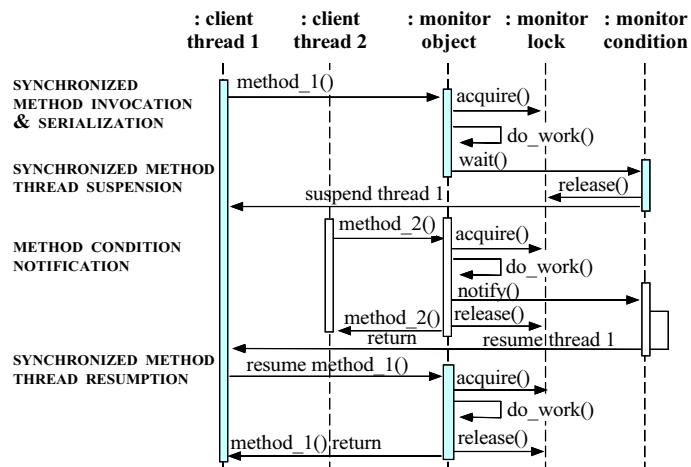 : client
thread 1
: client
thread 2
: monitor
object
: monitor
lock
: monitor
condition
SYNCHRONIZED
METHOD INVOCATION
& SERIALIZATION
method_1()
acquire()
do_work()
SYNCHRONIZED METHOD
THREAD SUSPENSION
wait()
release()
suspend thread 1
METHOD CONDITION
NOTIFICATION
method_2()
acquire()
do_work()
notify()
method_2()
return
release()
resume thread 1
SYNCHRONIZED METHOD
THREAD RESUMPTION
resume method_1()
acquire()
do_work()
method_1() return
release()